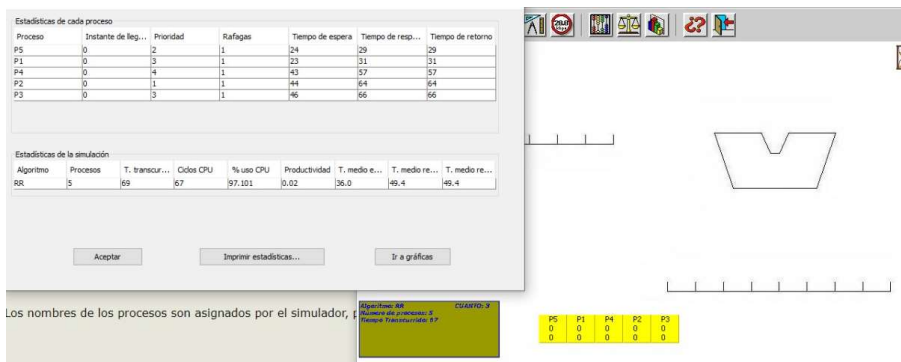 Estadísticas de cada proceso
Proceso Instante de lleg... Prioridad Rafagas Tiempo de espera Tiempo de resp... Tiempo de retorno
P5 0 2 1 24 29 29
P1 0 3 1 23 31 31
P4 0 4 1 43 57 57
P2 0 1 1 44 64 64
P3 0 3 1 46 66 66
Estadísticas de la simulación
Algoritmo Procesos T. transcur... Ciclos CPU % uso CPU Productividad T. medio e... T. medio re... T. medio re...
RR 5 69 67 97.101 0.02 36.0 49.4 49.4
Aceptar Imprimir estadísticas... Ir a gráficas
Los nombres de los procesos son asignados por el simulador, p
Algoritmo: RR CUANTO: 3
Número de procesos: 5
Tiempo Transcurrido: 67
P5 P1 P4 P2 P3
0 0 0 0 0
0 0 0 0 0